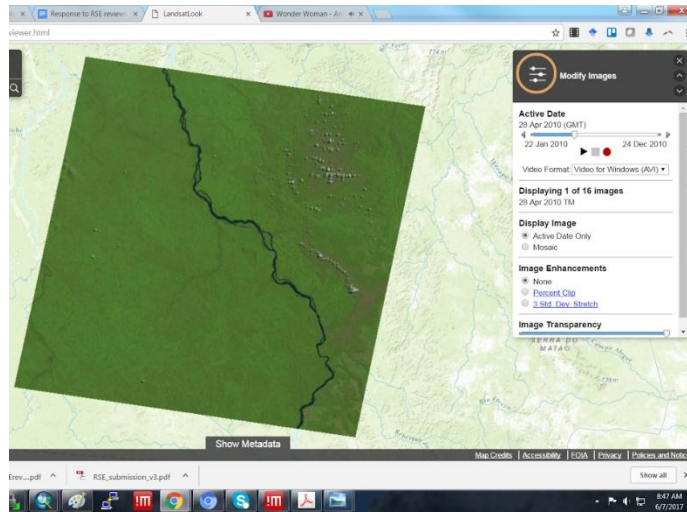 Response to RSE review
LandsatLook
Wonder Woman - An
viewer.html
Modify Images
Active Date
28 Apr 2010 (GMT)
22 Jan 2010 24 Dec 2010
Video Format: Video for Windows (AVI)
Displaying 1 of 16 images
28 Apr 2010 TM
Display Image
Active Date Only
Mosaic
Image Enhancements
None
Percent Clip
3 Std. Dev. Stretch
Image Transparency
SERRA DO
MATÃO
Show Metadata
Map Credits | Accessibility | FOIA | Privacy | Policies and Notic
Erev....pdf
RSE_submission_v3.pdf
Show all
8:47 AM
6/7/2017